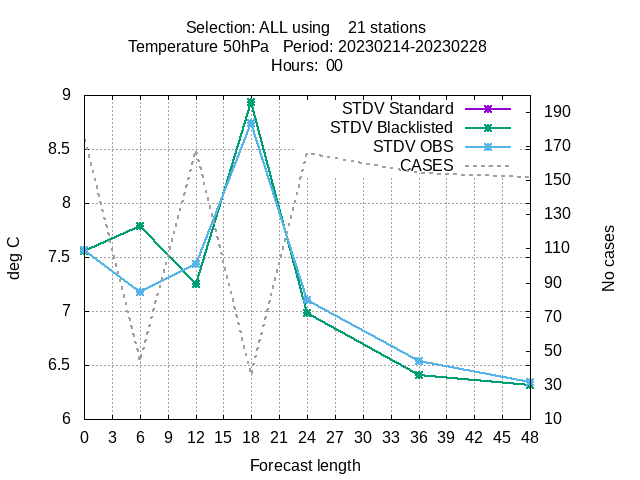 Selection: ALL using 21 stations
Temperature 50hPa Period: 20230214-20230228
Hours: 00
STDV Standard
STDV Blacklisted
STDV OBS
CASES
9
8.5
8
7.5
7
6.5
6
deg C
190
170
150
130
110
90
70
50
30
10
No cases
0 3 6 9 12 15 18 21 24 27 30 33 36 39 42 45 48
Forecast length